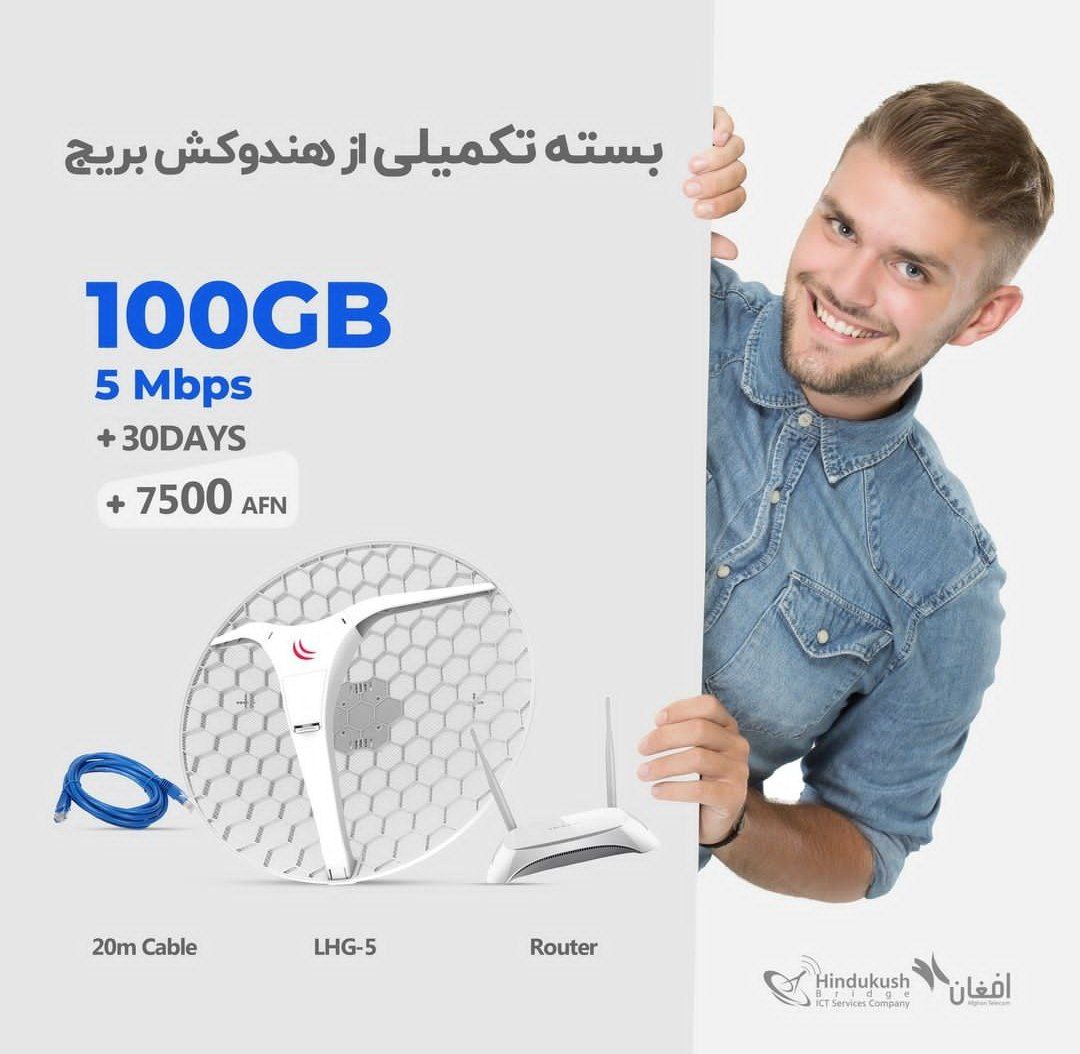 بسته تکمیلی از هندوکش بریج
100GB
5 Mbps
+ 30DAYS
+ 7500 AFN
20m Cable
LHG-5
Router
Hindukush
Bridge
ICT Services Company
افغان
Afghan Telecom